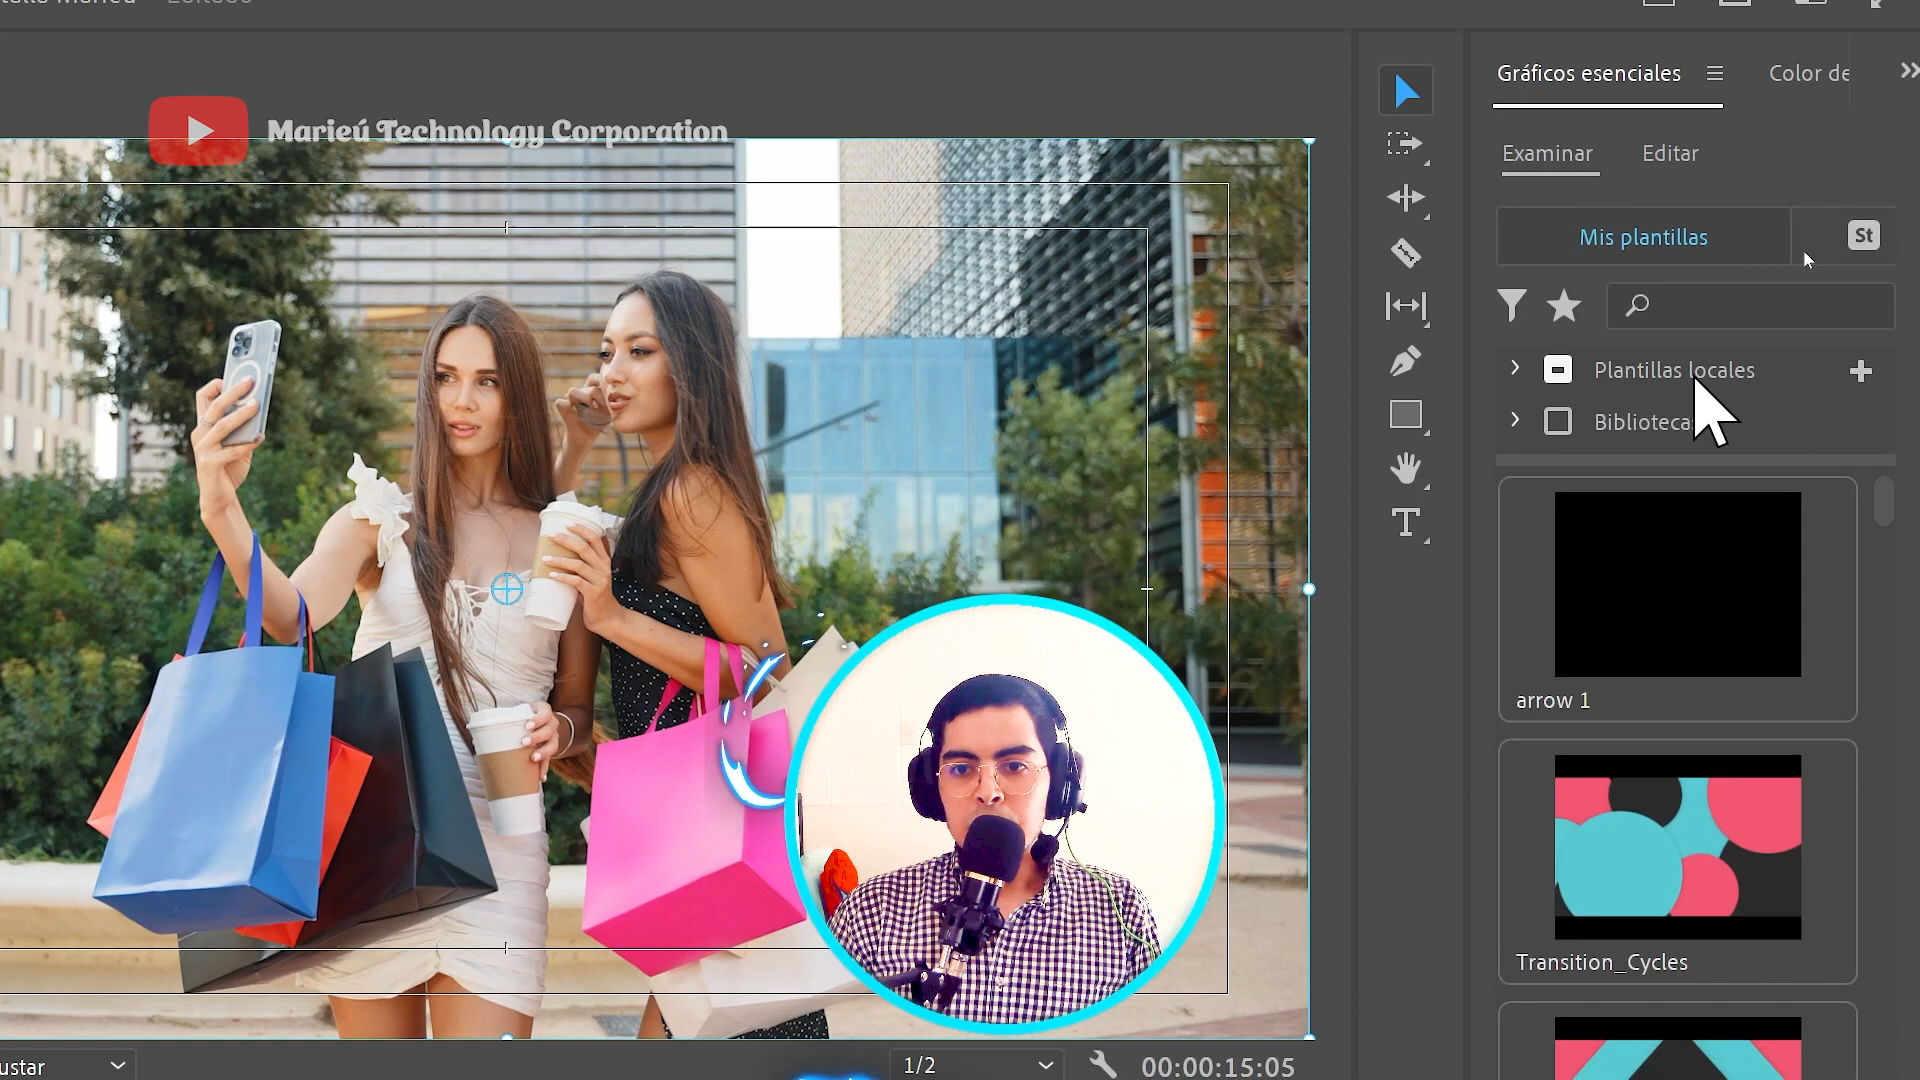 Marieú Technology Corporation
Gráficos esenciales
Color de
Examinar
Editar
Mis plantillas
St
Plantillas locales
Bibliotecas
arrow 1
Transition_Cycles
ustar
1/2
00:00:15:05